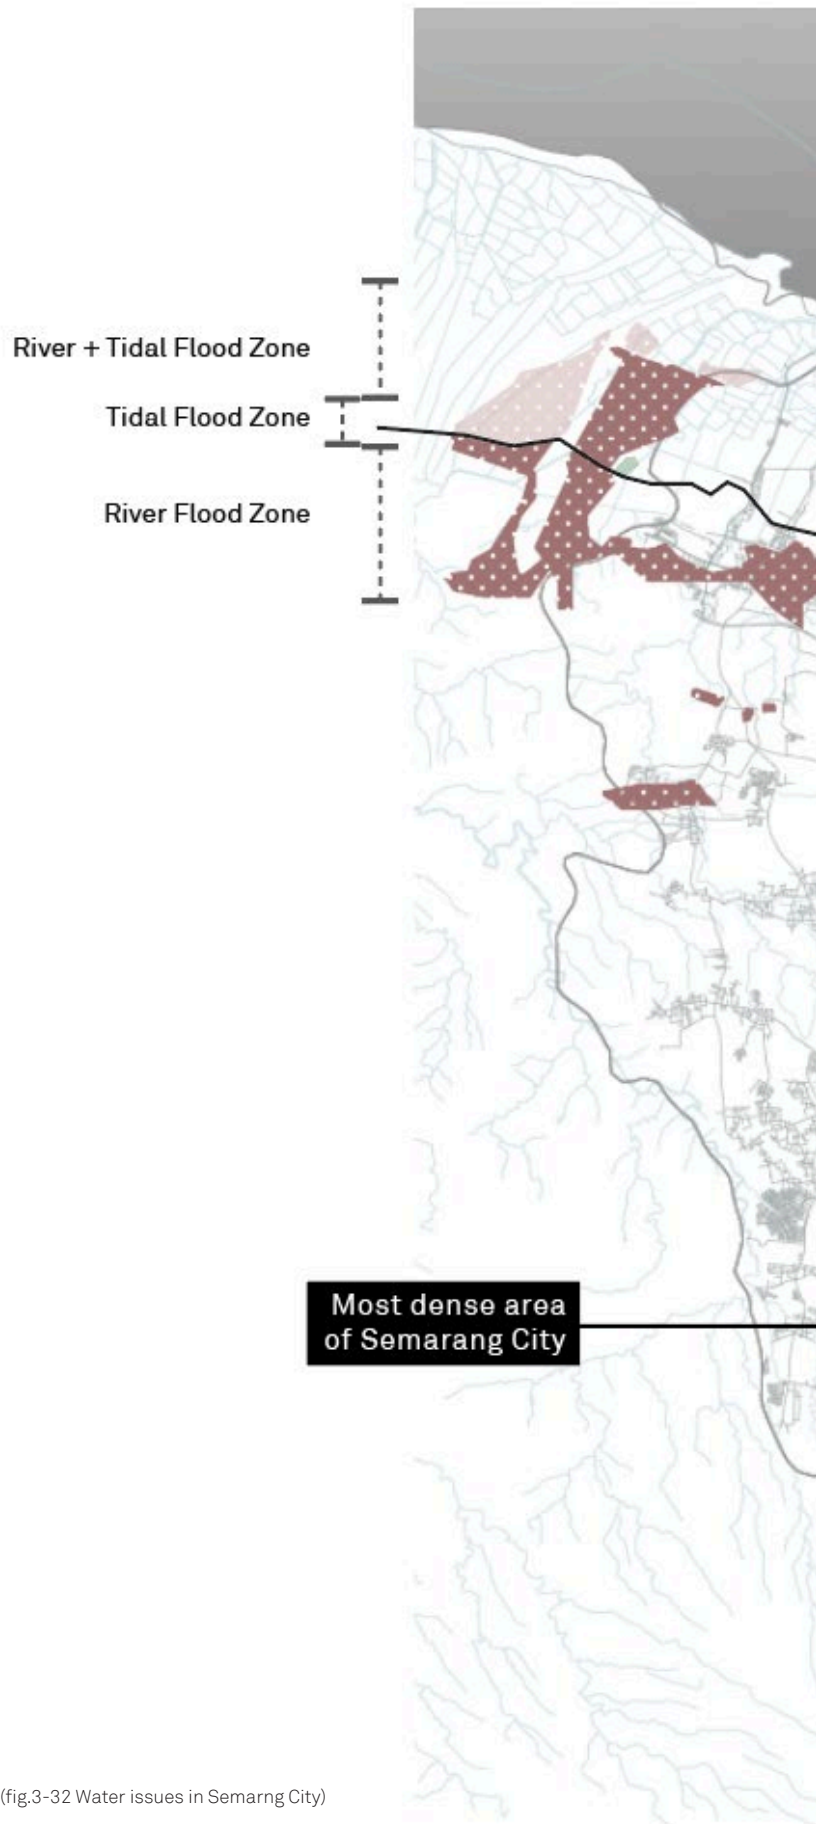 River + Tidal Flood Zone
Tidal Flood Zone
River Flood Zone
Most dense area
of Semarang City
(fig.3-32 Water issues in Semarng City)